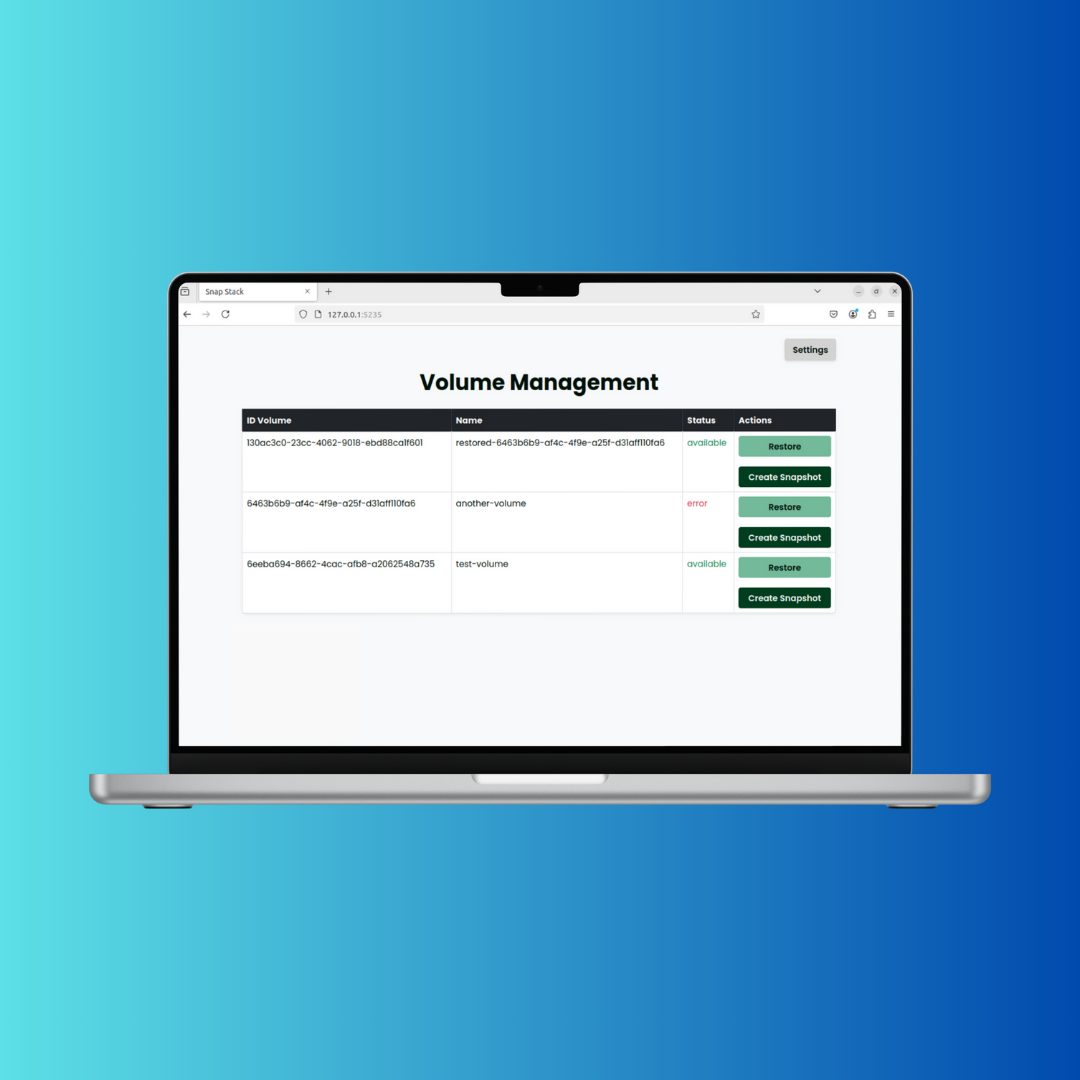 Snap Stack
127.0.0.1:5235
Settings
Volume Management
ID Volume Name Status Actions
130ac3c0-23cc-4062-9018-ebd88ca1f601 restored-6463b6b9-af4c-4f9e-a25f-d31aff110fa6 available Restore
Create Snapshot
6463b6b9-af4c-4f9e-a25f-d31aff110fa6 another-volume error Restore
Create Snapshot
6eeba694-8662-4cac-afb8-a2062548a735 test-volume available Restore
Create Snapshot